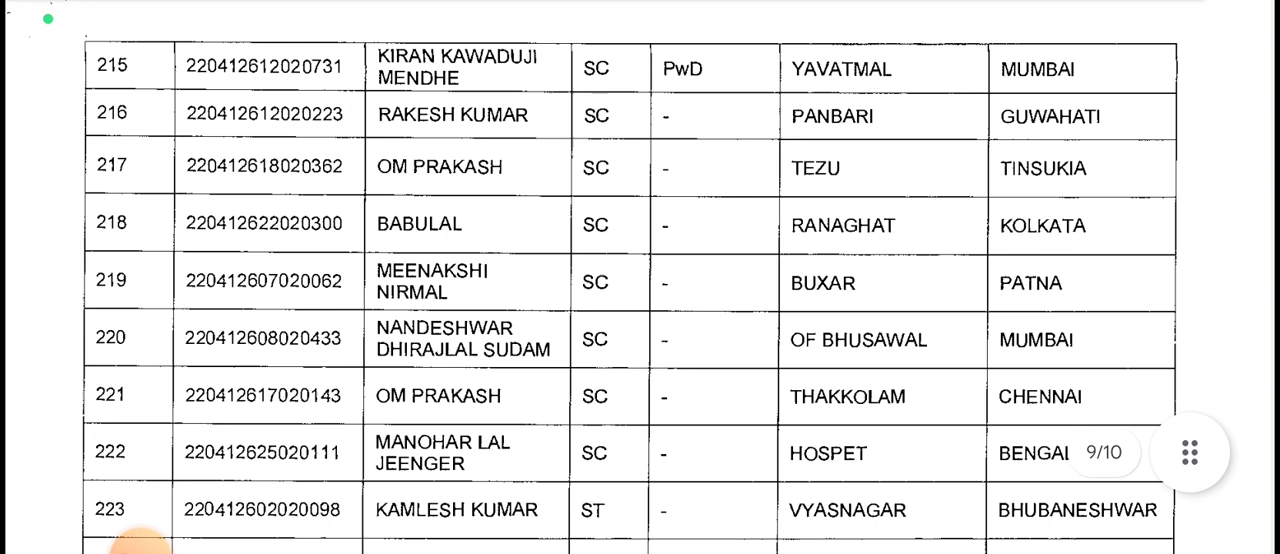 215 220412612020731 KIRAN KAWADUJI MENDHE SC PwD YAVATMAL MUMBAI
216 220412612020223 RAKESH KUMAR SC - PANBARI GUWAHATI
217 220412618020362 OM PRAKASH SC - TEZU TINSUKIA
218 220412622020300 BABULAL SC - RANAGHAT KOLKATA
219 220412607020062 MEENAKSHI NIRMAL SC - BUXAR PATNA
220 220412608020433 NANDESHWAR DHIRAJLAL SUDAM SC - OF BHUSAWAL MUMBAI
221 220412617020143 OM PRAKASH SC - THAKKOLAM CHENNAI
222 220412625020111 MANOHAR LAL JEENGER SC - HOSPET BENGAL 9/10
223 220412602020098 KAMLESH KUMAR ST - VYASNAGAR BHUBANESHWAR